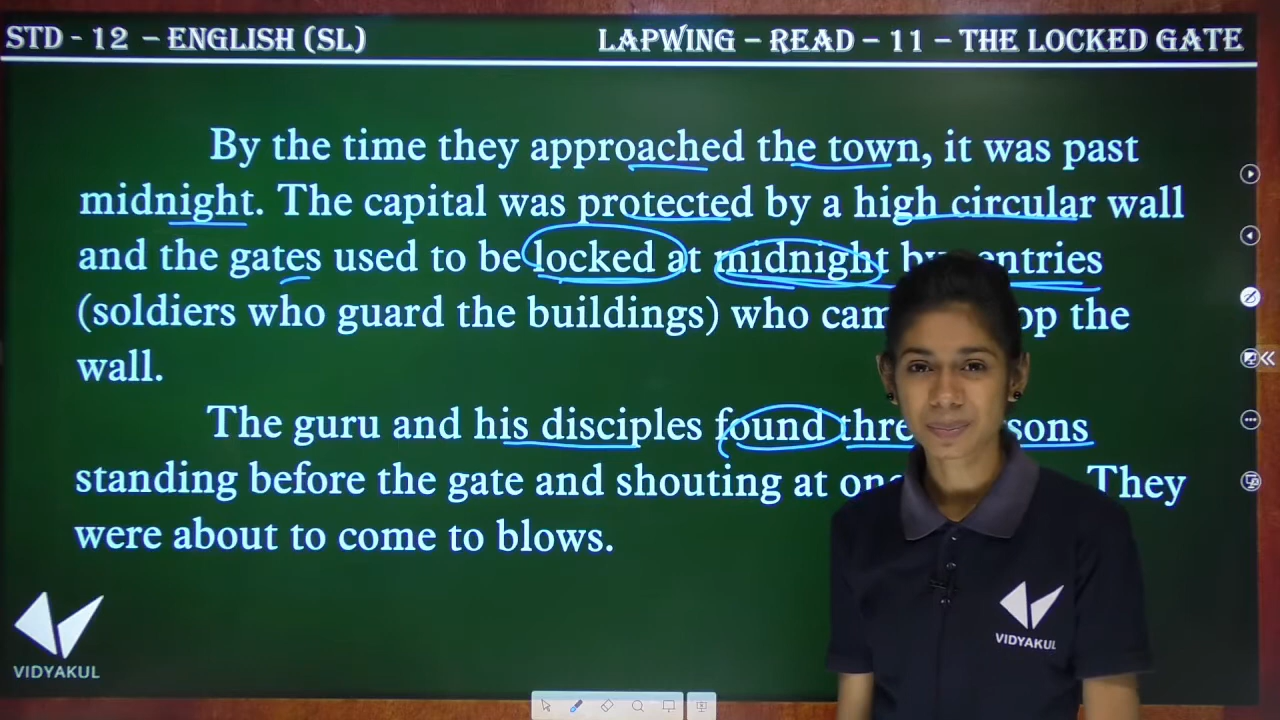 STD - 12 – ENGLISH (SL)
LAPWING – READ – 11 – THE LOCKED GATE
By the time they approached the town, it was past
midnight. The capital was protected by a high circular wall
and the gates used to be locked at midnight by
(soldiers who guard the buildings) who the
wall.
The guru and his disciples found
standing before the gate and shouting at They
were about to come to blows.
VIDYAKUL
VIDYAKUL